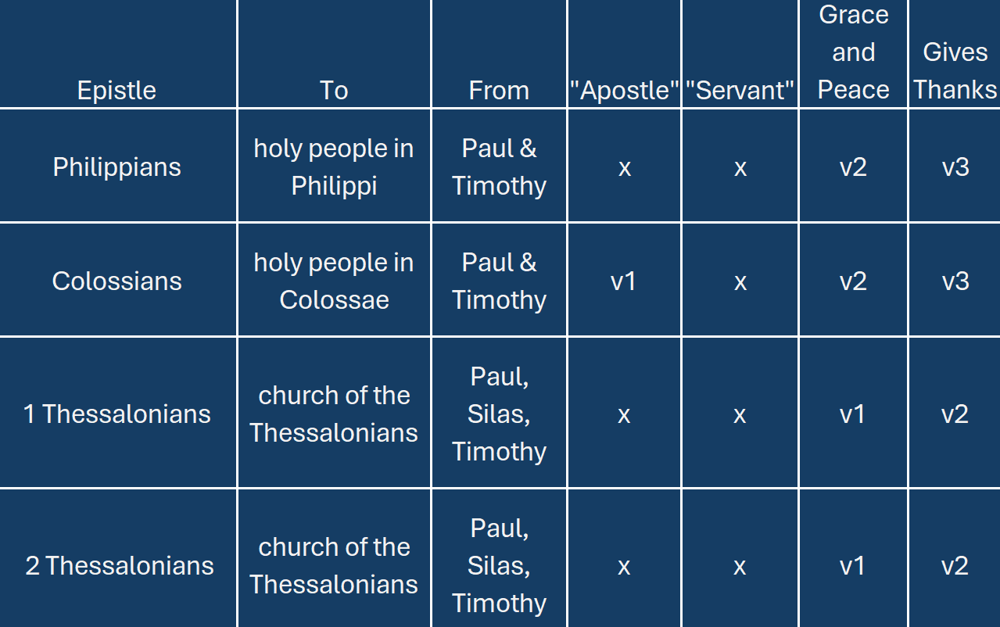 Epistle To From "Apostle" "Servant" Grace and Peace Gives Thanks
Philippians holy people in Philippi Paul & Timothy x x v2 v3
Colossians holy people in Colossae Paul & Timothy v1 x v2 v3
1 Thessalonians church of the Thessalonians Paul, Silas, Timothy x x v1 v2
2 Thessalonians church of the Thessalonians Paul, Silas, Timothy x x v1 v2